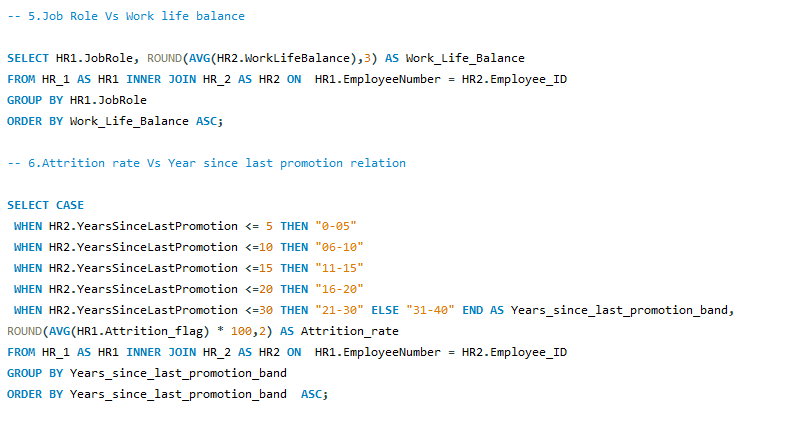 -- 5.Job Role Vs Work life balance
SELECT HR1.JobRole, ROUND(AVG(HR2.WorkLifeBalance),3) AS Work_Life_Balance
FROM HR_1 AS HR1 INNER JOIN HR_2 AS HR2 ON  HR1.EmployeeNumber = HR2.Employee_ID
GROUP BY HR1.JobRole
ORDER BY Work_Life_Balance ASC;
-- 6.Attrition rate Vs Year since last promotion relation
SELECT CASE
 WHEN HR2.YearsSinceLastPromotion <= 5 THEN "0-05"
 WHEN HR2.YearsSinceLastPromotion <=10 THEN "06-10"
 WHEN HR2.YearsSinceLastPromotion <=15 THEN "11-15"
 WHEN HR2.YearsSinceLastPromotion <=20 THEN "16-20"
 WHEN HR2.YearsSinceLastPromotion <=30 THEN "21-30" ELSE "31-40" END AS Years_since_last_promotion_band,
ROUND(AVG(HR1.Attrition_flag) * 100,2) AS Attrition_rate
FROM HR_1 AS HR1 INNER JOIN HR_2 AS HR2 ON  HR1.EmployeeNumber = HR2.Employee_ID
GROUP BY Years_since_last_promotion_band
ORDER BY Years_since_last_promotion_band  ASC;